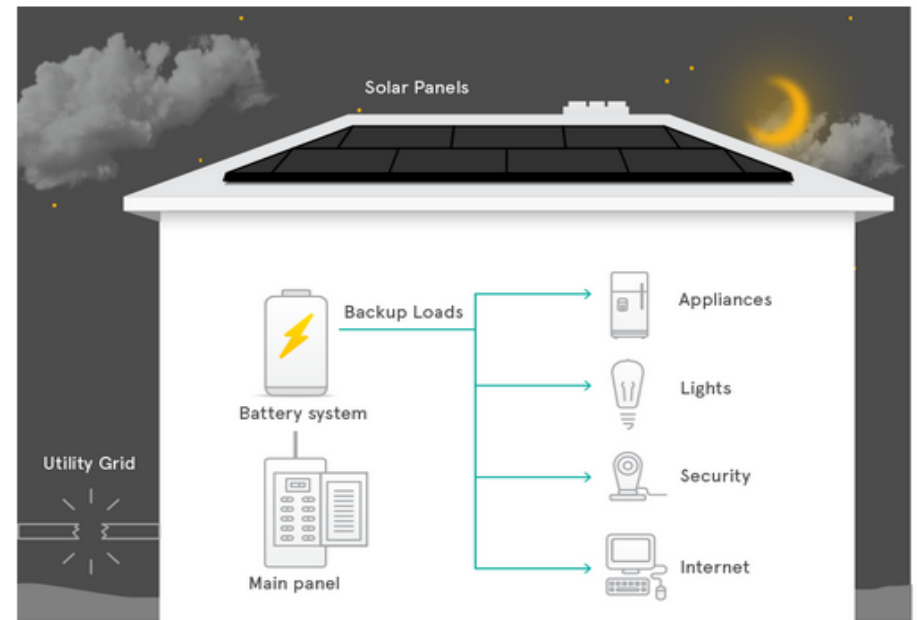 Solar Panels
Backup Loads
Appliances
Battery system
Lights
Utility Grid
Security
Main panel
Internet